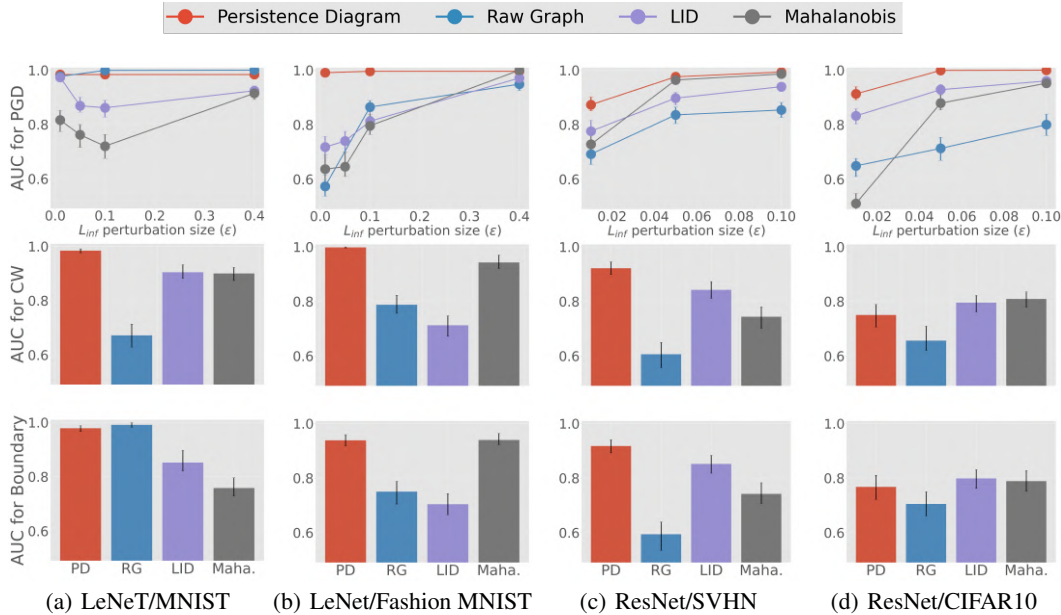 Persistence Diagram Raw Graph LID Mahalanobis
AUC for PGD
1.0 0.8 0.6
0.0 0.1 0.2 0.3 0.4
L_inf perturbation size (ε)
1.0 0.8 0.6
0.0 0.1 0.2 0.3 0.4
L_inf perturbation size (ε)
1.0 0.8 0.6
0.02 0.04 0.06 0.08 0.10
L_inf perturbation size (ε)
1.0 0.8 0.6
0.02 0.04 0.06 0.08 0.10
L_inf perturbation size (ε)
AUC for CW
1.0 0.8 0.6
1.0 0.8 0.6
1.0 0.8 0.6
1.0 0.8 0.6
AUC for Boundary
1.0 0.8 0.6
PD RG LID Maha.
1.0 0.8 0.6
PD RG LID Maha.
1.0 0.8 0.6
PD RG LID Maha.
1.0 0.8 0.6
PD RG LID Maha.
(a) LeNeT/MNIST
(b) LeNet/Fashion MNIST
(c) ResNet/SVHN
(d) ResNet/CIFAR10